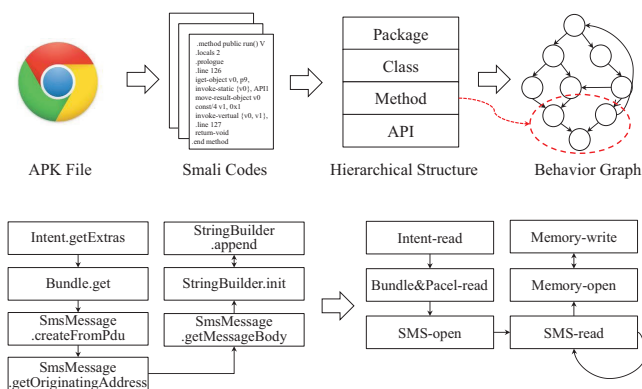 .method public run() V
.locals 2
.prologue
.line 126
iget-object v0, p9,
invoke-static {v0}, API1
move-result-object v0
const/4 v1, 0x1
invoke-vertual {v0, v1},
.line 127
return-void
.end method
Package
Class
Method
API
APK File
Smali Codes
Hierarchical Structure
Behavior Graph
Intent.getExtras
Bundle.get
SmsMessage
.createFromPdu
SmsMessage
.getOriginatingAddress
StringBuilder
.append
StringBuilder.init
SmsMessage
.getMessageBody
Intent-read
Bundle&Pacel-read
SMS-open
Memory-write
Memory-open
SMS-read